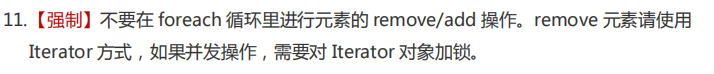 11.【强制】不要在 foreach 循环里进行元素的 remove/add 操作。remove 元素请使用
Iterator 方式，如果并发操作，需要对 Iterator 对象加锁。